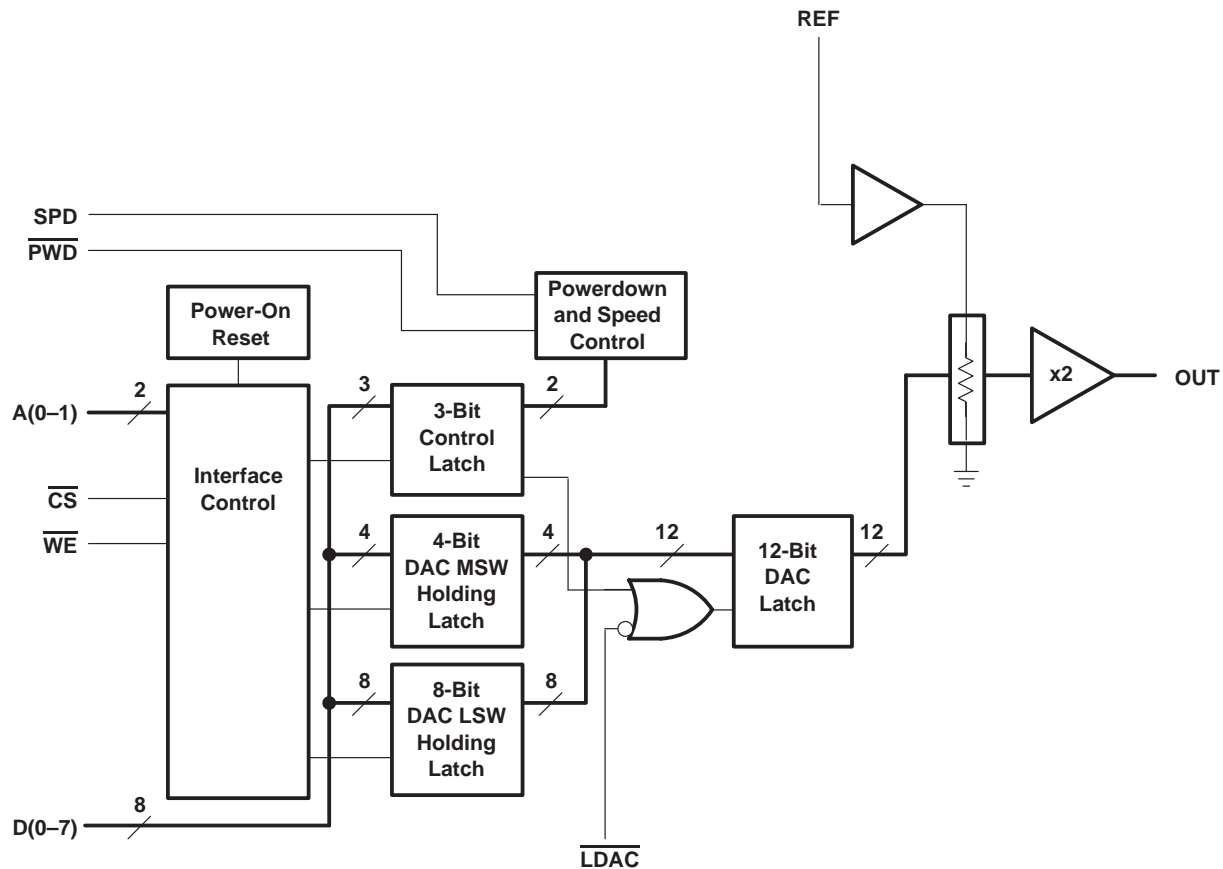 REF
SPD
PWD
Powerdown
and Speed
Control
Power-On
Reset
x2
OUT
2
A(0–1)
3
2
3-Bit
Control
Latch
Interface
Control
CS
WE
4
4
12
12
4-Bit
DAC MSW
Holding
Latch
12-Bit
DAC
Latch
8
8
8-Bit
DAC LSW
Holding
Latch
8
D(0–7)
LDAC